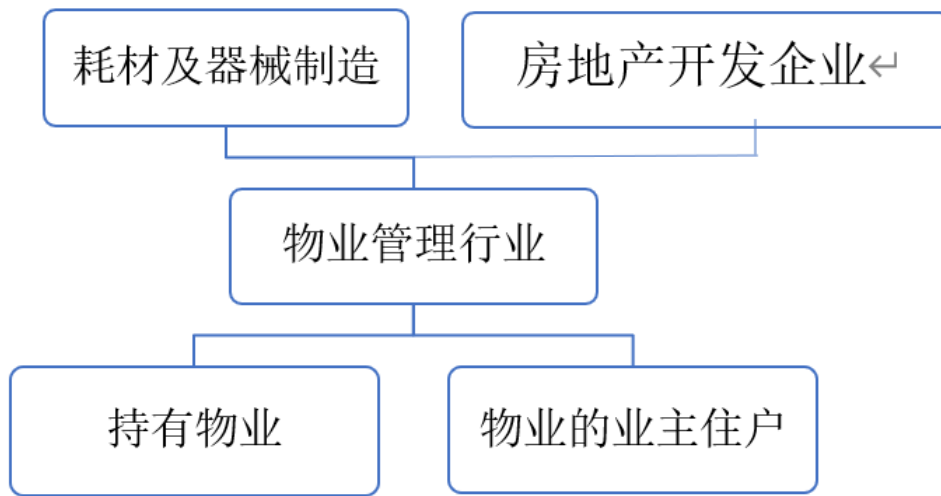 耗材及器械制造
房地产开发企业
物业管理行业
持有物业
物业的业主住户